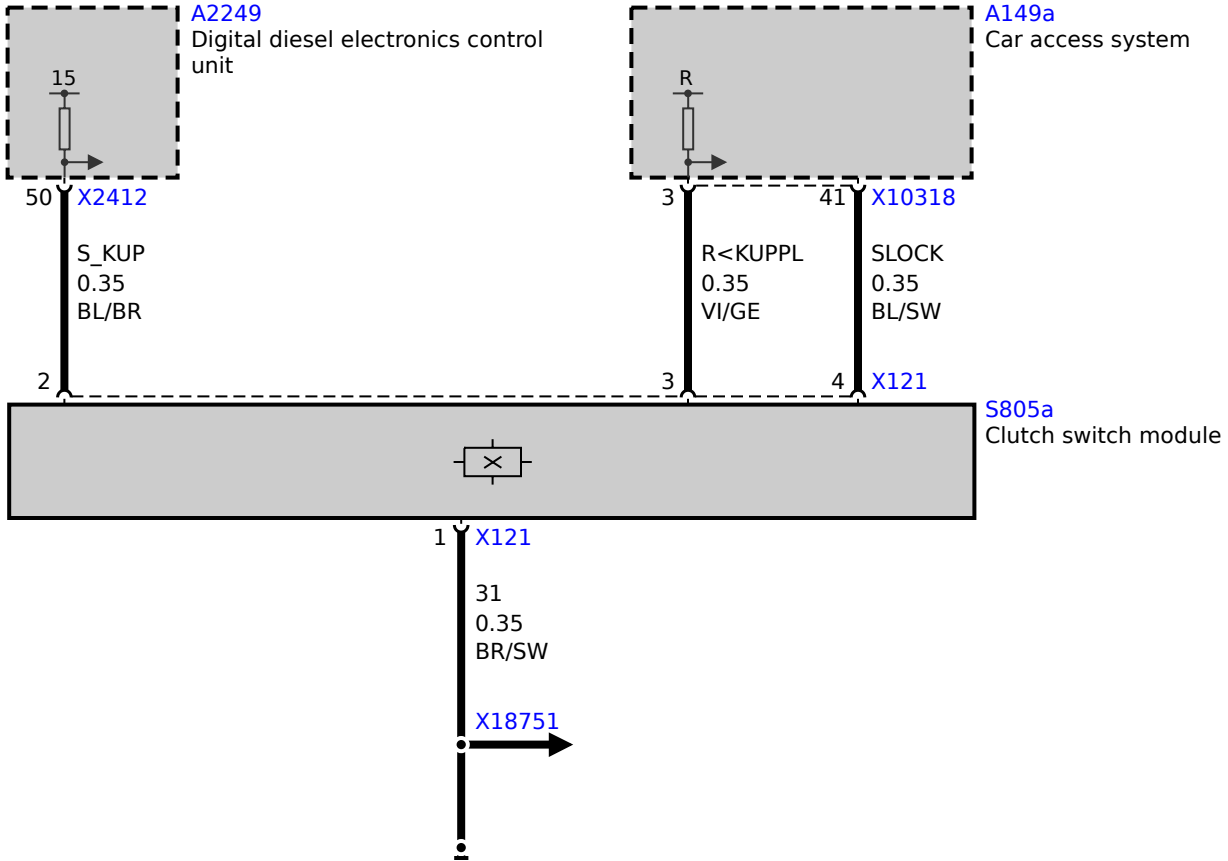 A2249
Digital diesel electronics control
unit
15
A149a
Car access system
R
50 X2412
3
41 X10318
S_KUP
0.35
BL/BR
R<KUPPL
0.35
VI/GE
SLOCK
0.35
BL/SW
2
3
4 X121
S805a
Clutch switch module
1 X121
31
0.35
BR/SW
X18751